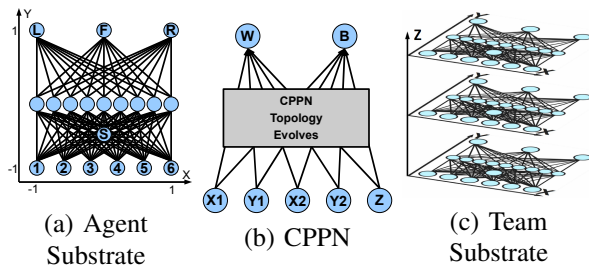 Y
1
L
F
R
S
1
2
3
4
5
6
-1
X
-1
1
(a) Agent
Substrate
W
B
CPPN
Topology
Evolves
X1
Y1
X2
Y2
Z
(b) CPPN
Z
Y
X
Y
X
Y
X
(c) Team
Substrate